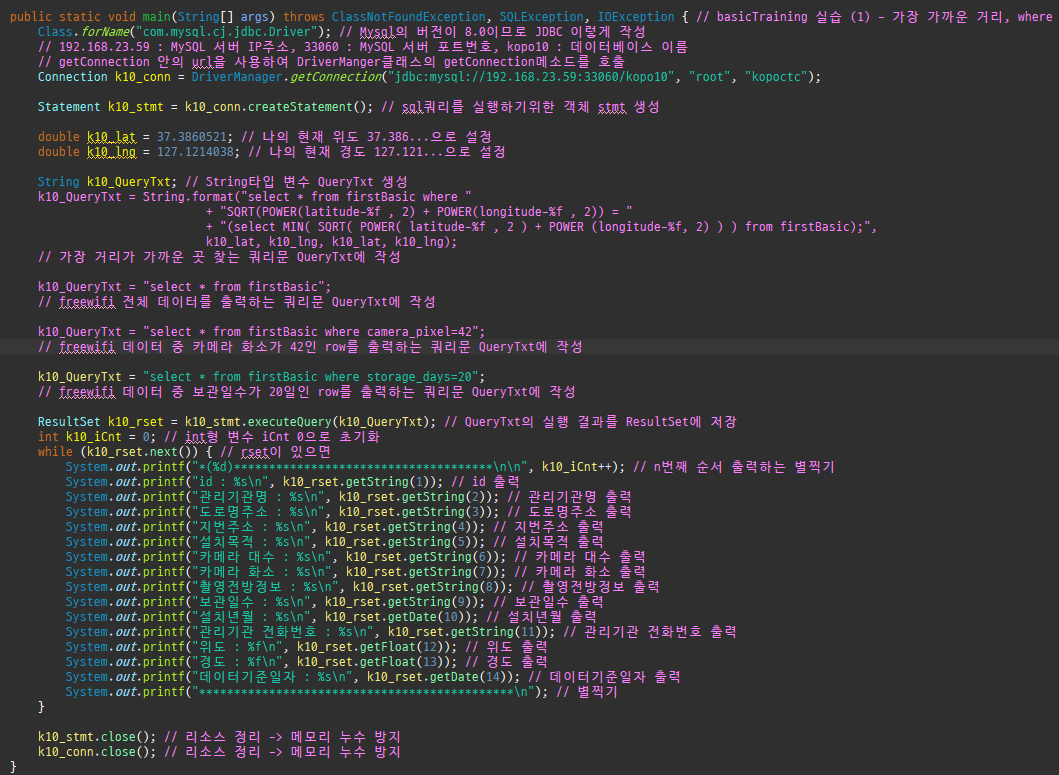 public static void main(String[] args) throws ClassNotFoundException, SQLException, IOException { // basicTraining 실습 (1) - 가장 가까운 거리, where
Class.forName("com.mysql.cj.jdbc.Driver"); // Mysql의 버전이 8.0이므로 JDBC 이렇게 작성
// 192.168.23.59 : MySQL 서버 IP주소, 33060 : MySQL 서버 포트번호, kopo10 : 데이터베이스 이름
// getConnection 안의 url을 사용하여 DriverManger클래스의 getConnection메소드를 호출
Connection k10_conn = DriverManager.getConnection("jdbc:mysql://192.168.23.59:33060/kopo10", "root", "kopoctc");
Statement k10_stmt = k10_conn.createStatement(); // sql쿼리를 실행하기위한 객체 stmt 생성
double k10_lat = 37.3860521; // 나의 현재 위도 37.386...으로 설정
double k10_lng = 127.1214038; // 나의 현재 경도 127.121...으로 설정
String k10_QueryTxt; // String타입 변수 QueryTxt 생성
k10_QueryTxt = String.format("select * from firstBasic where "
+ "SQRT(POWER(latitude-%f , 2) + POWER(longitude-%f , 2)) = "
+ "(select MIN( SQRT( POWER( latitude-%f , 2 ) + POWER (longitude-%f, 2) ) ) from firstBasic);",
k10_lat, k10_lng, k10_lat, k10_lng);
// 가장 거리가 가까운 곳 찾는 쿼리문 QueryTxt에 작성
k10_QueryTxt = "select * from firstBasic";
// freewifi 전체 데이터를 출력하는 쿼리문 QueryTxt에 작성
k10_QueryTxt = "select * from firstBasic where camera_pixel=42";
// freewifi 데이터 중 카메라 화소가 42인 row를 출력하는 쿼리문 QueryTxt에 작성
k10_QueryTxt = "select * from firstBasic where storage_days=20";
// freewifi 데이터 중 보관일수가 20일인 row를 출력하는 쿼리문 QueryTxt에 작성
ResultSet k10_rset = k10_stmt.executeQuery(k10_QueryTxt); // QueryTxt의 실행 결과를 ResultSet에 저장
int k10_iCnt = 0; // int형 변수 iCnt 0으로 초기화
while (k10_rset.next()) { // rset이 있으면
System.out.printf("*(%d)*************************************\n\n", k10_iCnt++); // n번째 순서 출력하는 별찍기
System.out.printf("id : %s\n", k10_rset.getString(1)); // id 출력
System.out.printf("관리기관명 : %s\n", k10_rset.getString(2)); // 관리기관명 출력
System.out.printf("도로명주소 : %s\n", k10_rset.getString(3)); // 도로명주소 출력
System.out.printf("지번주소 : %s\n", k10_rset.getString(4)); // 지번주소 출력
System.out.printf("설치목적 : %s\n", k10_rset.getString(5)); // 설치목적 출력
System.out.printf("카메라 대수 : %s\n", k10_rset.getString(6)); // 카메라 대수 출력
System.out.printf("카메라 화소 : %s\n", k10_rset.getString(7)); // 카메라 화소 출력
System.out.printf("촬영전방정보 : %s\n", k10_rset.getString(8)); // 촬영전방정보 출력
System.out.printf("보관일수 : %s\n", k10_rset.getString(9)); // 보관일수 출력
System.out.printf("설치년월 : %s\n", k10_rset.getDate(10)); // 설치년월 출력
System.out.printf("관리기관 전화번호 : %s\n", k10_rset.getString(11)); // 관리기관 전화번호 출력
System.out.printf("위도 : %f\n", k10_rset.getFloat(12)); // 위도 출력
System.out.printf("경도 : %f\n", k10_rset.getFloat(13)); // 경도 출력
System.out.printf("데이터기준일자 : %s\n", k10_rset.getDate(14)); // 데이터기준일자 출력
System.out.printf("*********************************************\n"); // 별찍기
}
k10_stmt.close(); // 리소스 정리 -> 메모리 누수 방지
k10_conn.close(); // 리소스 정리 -> 메모리 누수 방지
}